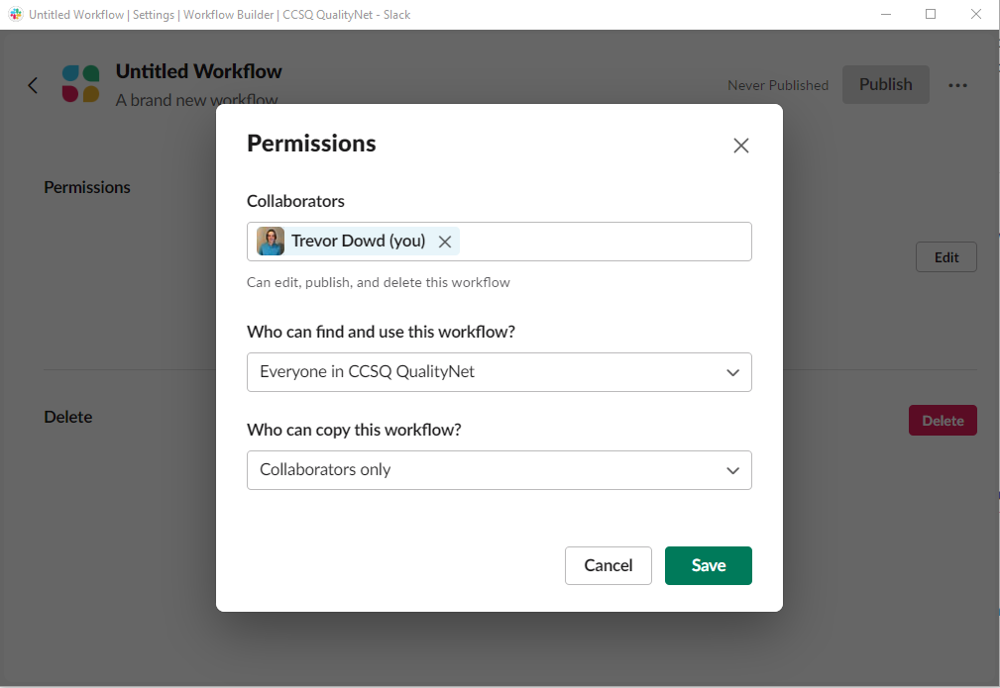 Untitled Workflow | Settings | Workflow Builder | CCSQ QualityNet - Slack
Untitled Workflow
A brand new workflow
Never Published
Publish
Permissions
Edit
Delete
Delete
Permissions
Collaborators
Trevor Dowd (you)
Can edit, publish, and delete this workflow
Who can find and use this workflow?
Everyone in CCSQ QualityNet
Who can copy this workflow?
Collaborators only
Cancel
Save